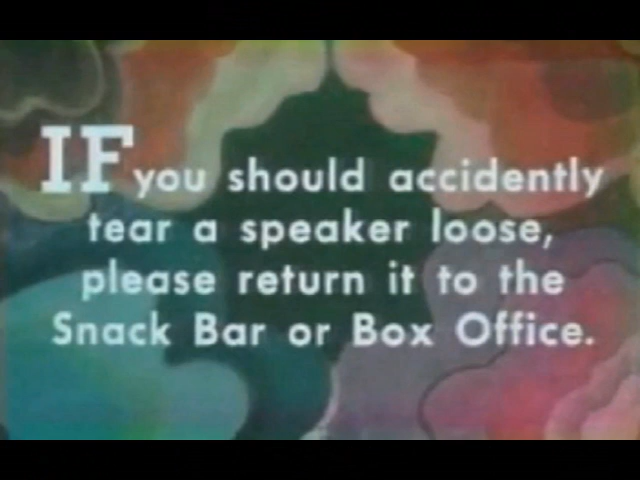 IF you should accidently
tear a speaker loose,
please return it to the
Snack Bar or Box Office.